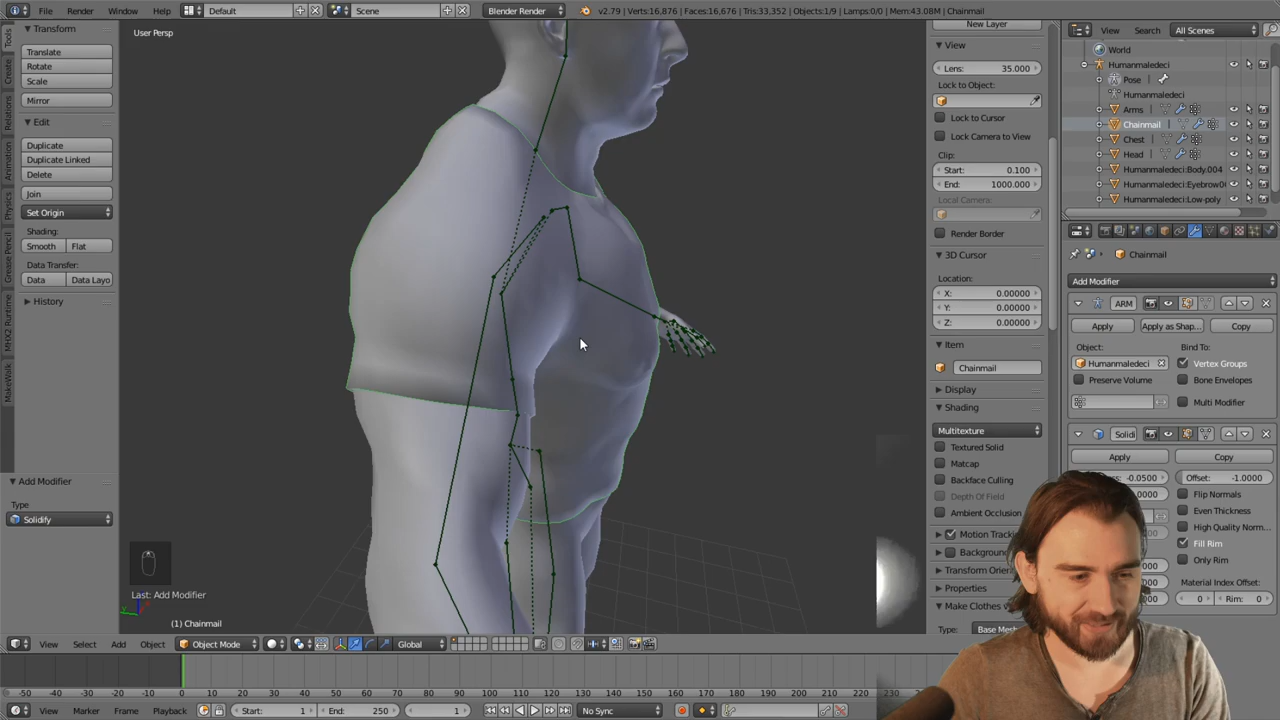 File Render Window Help Default Scene Blender Render v2.79 | Verts:16,876 | Faces:16,676 | Tris:33,352 | Objects:1/9 | Lamps:0/0 | Mem:43.08M | Chainmail
Transform
Translate
Rotate
Scale
Mirror
Edit
Duplicate
Duplicate Linked
Delete
Join
Set Origin
Shading:
Smooth Flat
Data Transfer:
Data Data Layo
History
Tools
Create
Relations
Animation
Physics
Grease Pencil
MHX2 Runtime
MakeWalk
Add Modifier
Type
Solidify
User Persp
Last: Add Modifier
(1) Chainmail
New Layer
View
Lens: 35.000
Lock to Object:
Lock to Cursor
Lock Camera to View
Clip:
Start: 0.100
End: 1000.000
Local Camera:
Render Border
3D Cursor
Location:
X: 0.00000
Y: 0.00000
Z: 0.00000
Item
Chainmail
Display
Shading
Multitexture
Textured Solid
Matcap
Backface Culling
Depth Of Field
Ambient Occlusion
Motion Track
Background
Transform Orie
Properties
Make Clothes
Type: Base Mes
View Search All Scenes
World
Humanmaledeci
Pose
Humanmaledeci
Arms
Chainmail
Chest
Head
Humanmaledeci:Body.004
Humanmaledeci:Eyebrow0
Humanmaledeci:Low-poly
Chainmail
Add Modifier
ARM
Apply Apply as Shap... Copy
Object: Bind To:
Humanmaledeci Vertex Groups
Preserve Volume Bone Envelopes
Multi Modifier
Solidi
Apply Copy
-0.0500 Offset: -1.0000
Flip Normals
Even Thickness
High Quality Norm...
Fill Rim
Only Rim
Material Index Offset:
0 Rim: 0
View Select Add Object Object Mode Global
-50 -40 -30 -20 -10 0 10 20 30 40 50 60 70 80 90 100 110 120 130 140 150 160 170 180 190 200 210 220
View Marker Frame Playback Start: 1 End: 250 1 No Sync